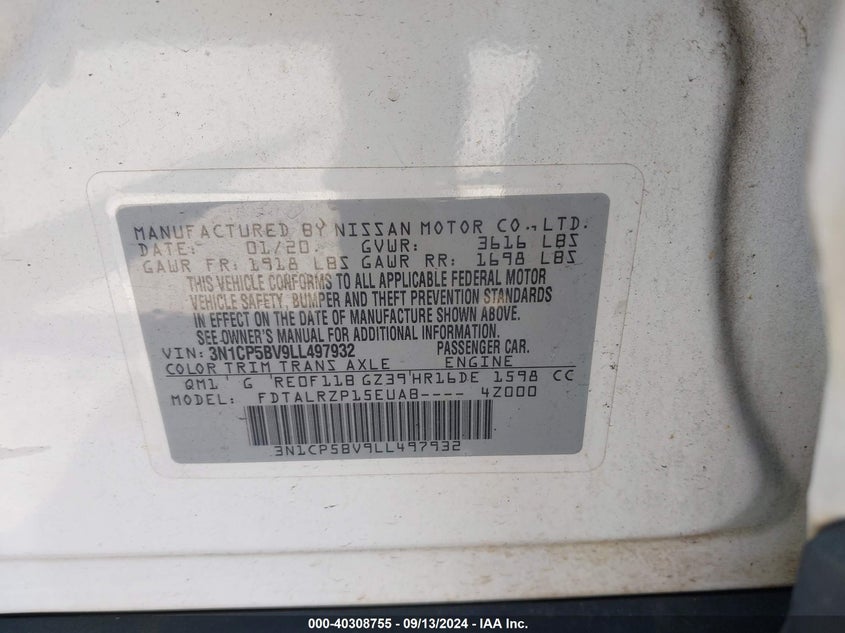 MANUFACTURED BY NISSAN MOTOR CO., LTD.
DATE: 01/20. GVWR: 3616 LBS
GAWR FR: 1918 LBS GAWR RR: 1698 LBS
THIS VEHICLE CONFORMS TO ALL APPLICABLE FEDERAL MOTOR
VEHICLE SAFETY, BUMPER AND THEFT PREVENTION STANDARDS
IN EFFECT ON THE DATE OF MANUFACTURE SHOWN ABOVE.
SEE OWNER'S MANUAL FOR ADDITIONAL INFORMATION.
VIN: 3N1CP5BV9LL497932 PASSENGER CAR.
COLOR TRIM TRANS AXLE ENGINE
QM1 G RE0F11B GZ39 HR16DE 1598 CC
MODEL: FDTALRZP15EUAB---- 4Z000
3N1CP5BV9LL497932
000-40308755 - 09/13/2024 - IAA Inc.